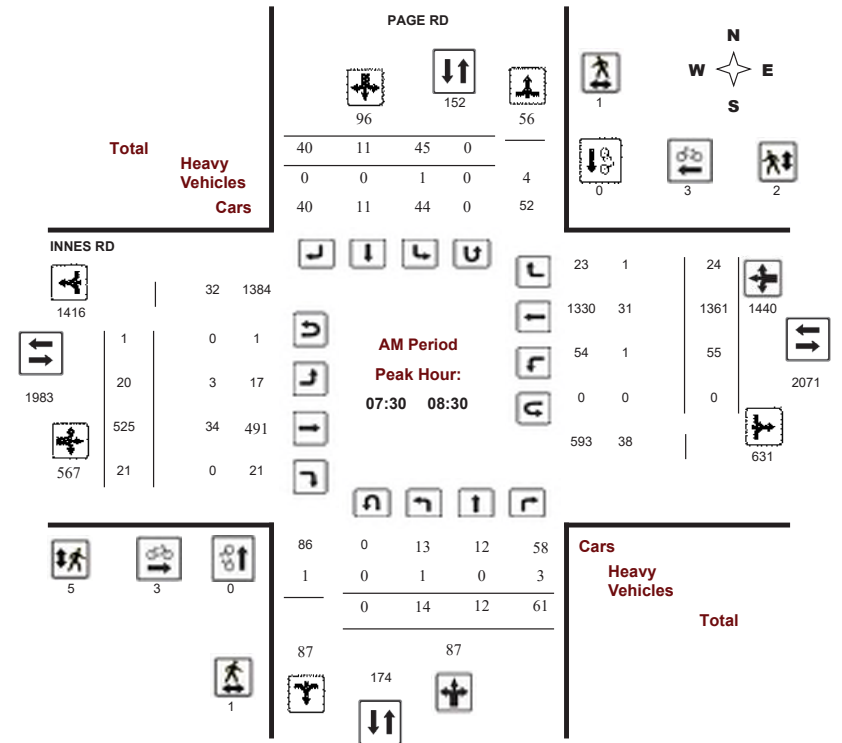 PAGE RD
N
W E
S
152
1
96 56
Total 40 11 45 0
Heavy
Vehicles 0 0 1 0 4
Cars 40 11 44 0 52
0 3 2
INNES RD
1416
32 1384
23 1 24
1330 31 1361 1440
1 0 1
AM Period
54 1 55
20 3 17
Peak Hour:
1983
2071
07:30 08:30
0 0 0
525 34 491
593 38
631
567 21 0 21
86 0 13 12 58 Cars
1 0 1 0 3 Heavy
Vehicles
0 14 12 61 Total
5 3 0
87 87
174
1